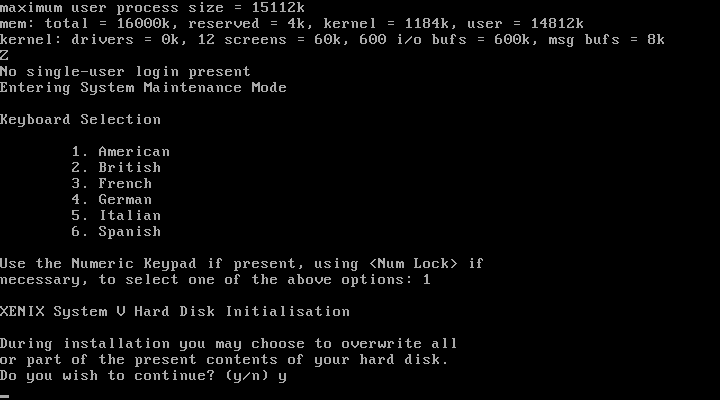 maximum user process size = 15112k
mem: total = 16000k, reserved = 4k, kernel = 1184k, user = 14812k
kernel: drivers = 0k, 12 screens = 60k, 600 i/o bufs = 600k, msg bufs = 8k
Z
No single-user login present
Entering System Maintenance Mode
Keyboard Selection
1. American
2. British
3. French
4. German
5. Italian
6. Spanish
Use the Numeric Keypad if present, using <Num Lock> if
necessary, to select one of the above options: 1
XENIX System V Hard Disk Initialisation
During installation you may choose to overwrite all
or part of the present contents of your hard disk.
Do you wish to continue? (y/n) y